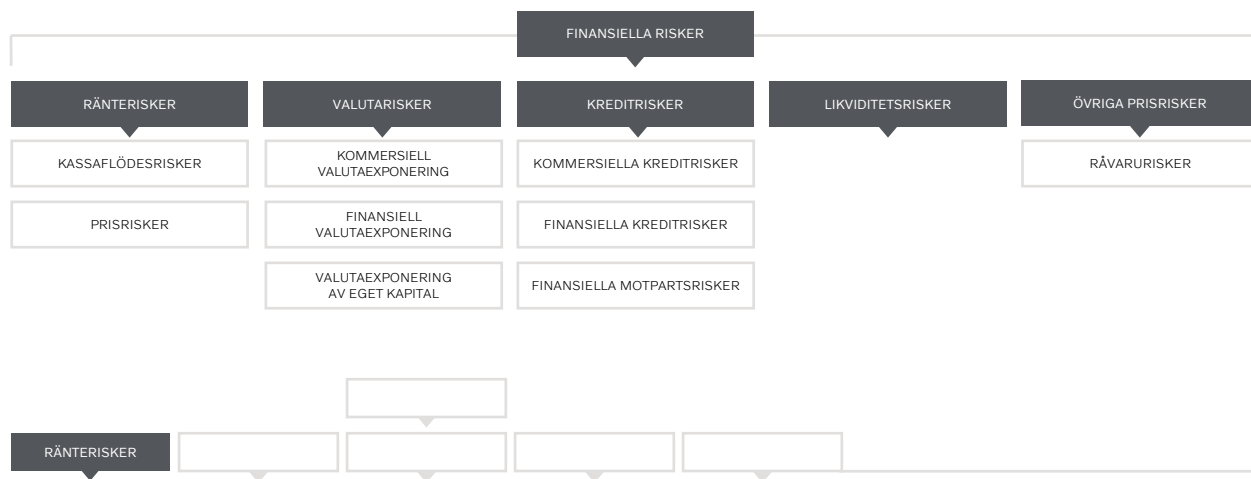 FINANSIELLA RISKER
RÄNTERISKER
VALUTARISKER
KREDITRISKER
LIKVIDITETSRISKER
ÖVRIGA PRISRISKER
KASSAFLÖDESRISKER
KOMMERSIELL
VALUTAEXPONERING
KOMMERSIELLA KREDITRISKER
RÅVARURISKER
PRISRISKER
FINANSIELL
VALUTAEXPONERING
FINANSIELLA KREDITRISKER
VALUTAEXPONERING
AV EGET KAPITAL
FINANSIELLA MOTPARTSRISKER
RÄNTERISKER